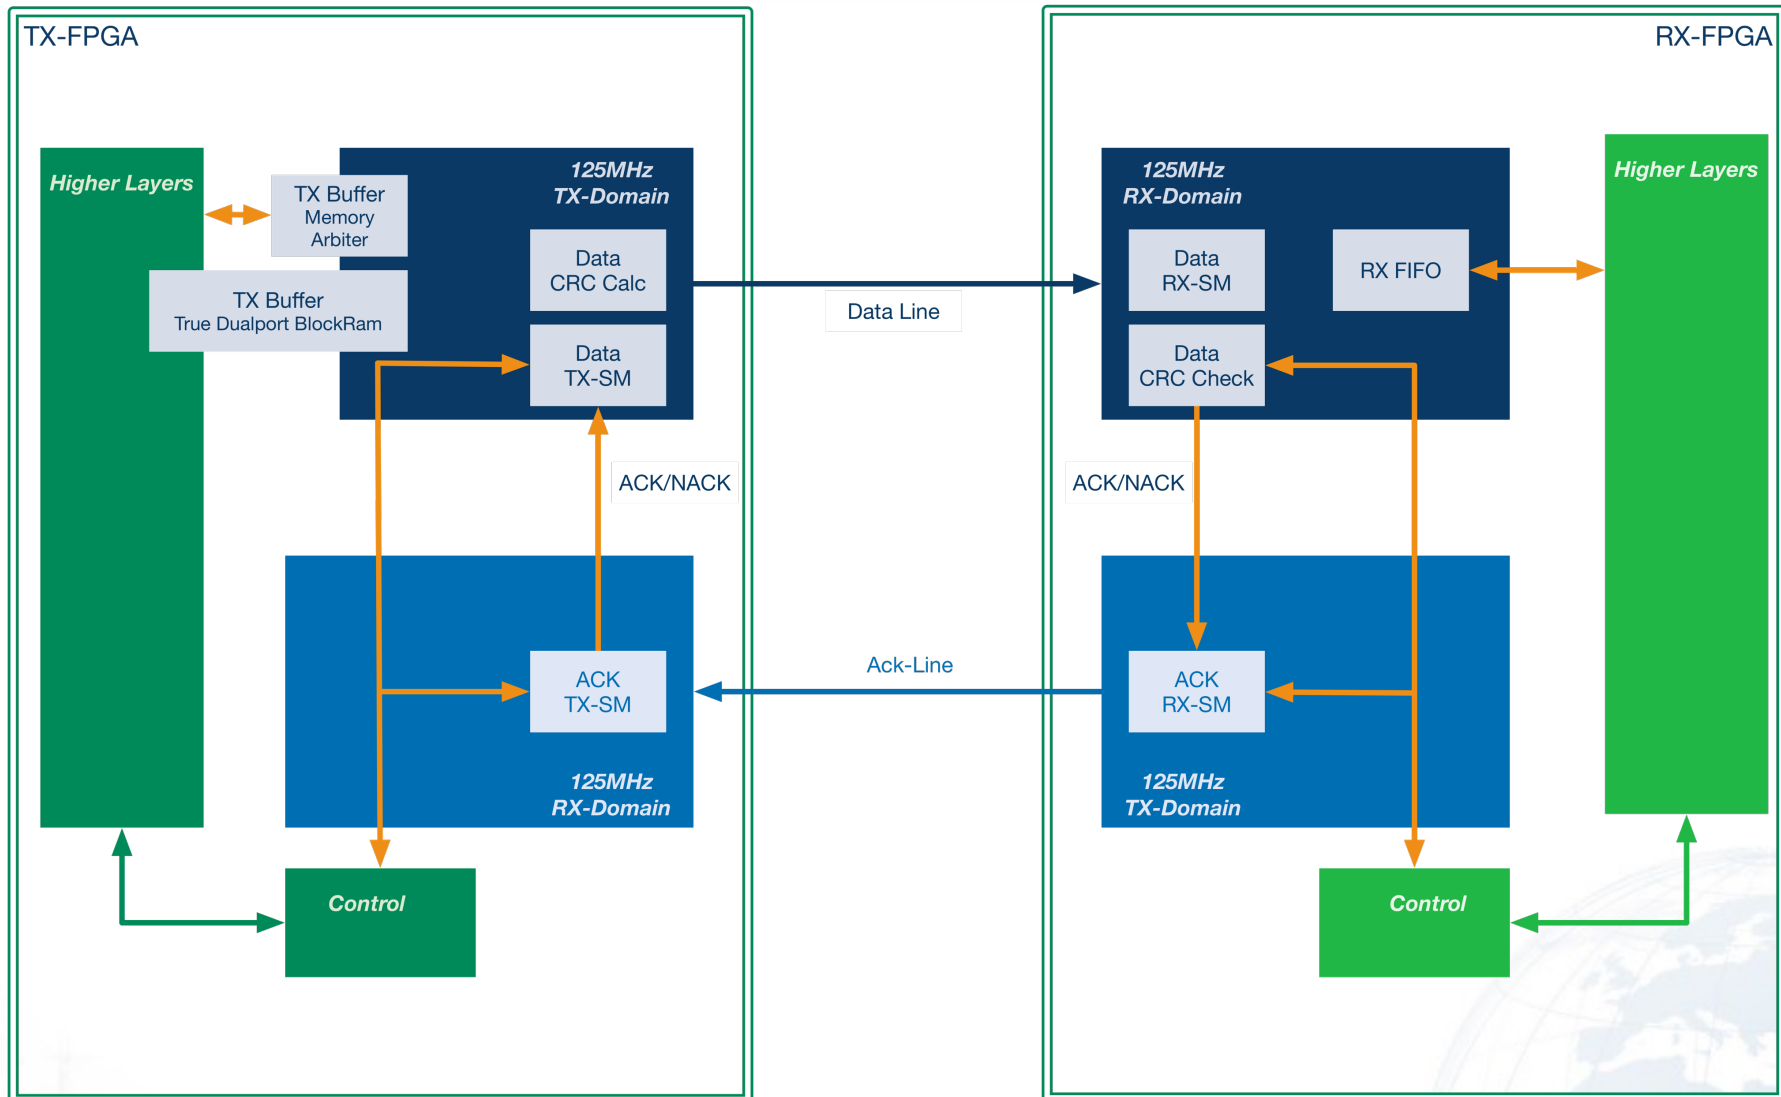 TX-FPGA
Higher Layers
TX Buffer
Memory
Arbiter
TX Buffer
True Dualport BlockRam
125MHz
TX-Domain
Data
CRC Calc
Data
TX-SM
ACK/NACK
ACK
TX-SM
125MHz
RX-Domain
Control
Data Line
Ack-Line
RX-FPGA
125MHz
RX-Domain
Data
RX-SM
RX FIFO
Data
CRC Check
ACK/NACK
ACK
RX-SM
125MHz
TX-Domain
Higher Layers
Control